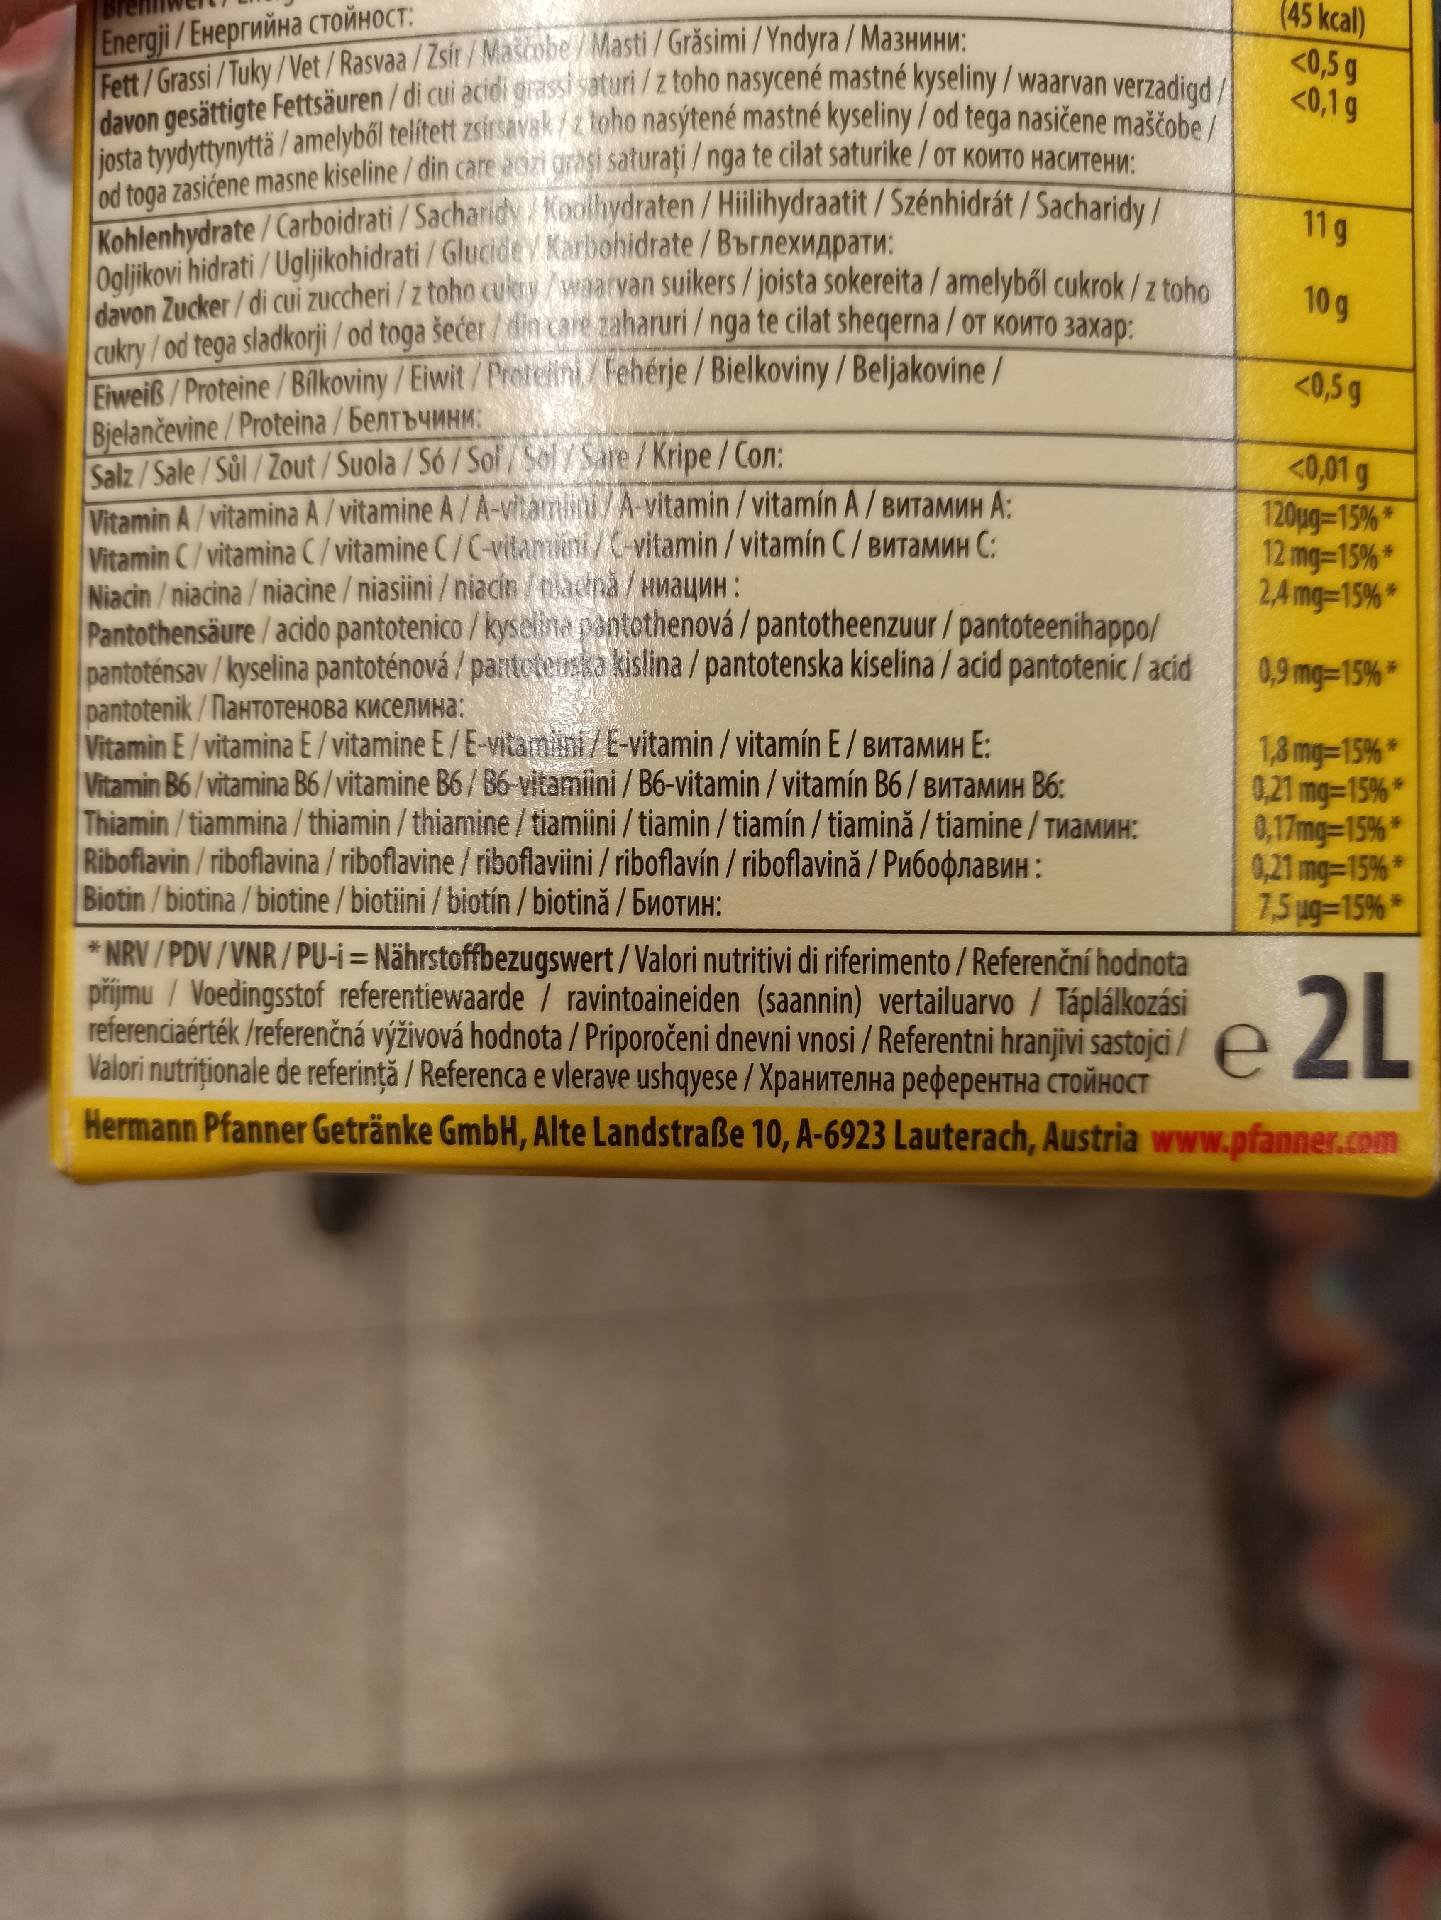 Energji / Енергийна стойност:
(45 kcal)
Fett / Grassi / Tuky / Vet / Rasvaa / Zsír / Maščobe / Masti / Grăsimi / Yndyra / Мазнини:
<0,5 g
davon gesättigte Fettsäuren / di cui acidi grassi saturi / z toho nasycené mastné kyseliny / waarvan verzadigd /
<0,1 g
josta tyydyttynyttä / amelyből telített zsírsavak / z toho nasýtené mastné kyseliny / od tega nasičene maščobe /
od toga zasićene masne kiseline / din care acizi grași saturați / nga te cilat saturike / от които наситени:
Kohlenhydrate / Carboidrati / Sacharidy / Koolhydraten / Hiilihydraatit / Szénhidrát / Sacharidy /
11 g
Ogljikovi hidrati / Ugljikohidrati / Glucide / Karbohidrate / Въглехидрати:
davon Zucker / di cui zuccheri / z toho cukry / waarvan suikers / joista sokereita / amelyből cukrok / z toho
10 g
cukry / od tega sladkorji / od toga šećer / din care zaharuri / nga te cilat sheqerna / от които захар:
Eiweiß / Proteine / Bílkoviny / Eiwit / Proteiini / Fehérje / Bielkoviny / Beljakovine /
<0,5 g
Bjelančevine / Proteina / Белтъчини:
Salz / Sale / Sůl / Zout / Suola / Só / Soľ / Sol / Sare / Kripe / Сол:
<0,01 g
Vitamin A / vitamina A / vitamine A / A-vitamiini / A-vitamin / vitamín A / витамин A:
120µg=15%*
Vitamin C / vitamina C / vitamine C / C-vitamiini / C-vitamin / vitamín C / витамин C:
12 mg=15%*
Niacin / niacina / niacine / niasiini / niacín / niacină / ниацин :
2,4 mg=15%*
Pantothensäure / acido pantotenico / kyselina pantothenová / pantotheenzuur / pantoteenihappo/
pantoténsav / kyselina pantoténová / pantotenska kislina / pantotenska kiselina / acid pantotenic / acid
0,9 mg=15%*
pantotenik / Пантотенова киселина:
Vitamin E / vitamina E / vitamine E / E-vitamiini / E-vitamin / vitamín E / витамин E:
1,8 mg=15%*
Vitamin B6 / vitamina B6 / vitamine B6 / B6-vitamiini / B6-vitamin / vitamín B6 / витамин B6:
0,21 mg=15%*
Thiamin / tiammina / thiamin / thiamine / tiamiini / tiamin / tiamín / tiamină / tiamine / тиамин:
0,17mg=15%*
Riboflavin / riboflavina / riboflavine / riboflaviini / riboflavín / riboflavină / Рибофлавин :
0,21 mg=15%*
Biotin / biotina / biotine / biotiini / biotín / biotină / Биотин:
7,5 µg=15%*
* NRV / PDV / VNR / PU-i = Nährstoffbezugswert / Valori nutritivi di riferimento / Referenční hodnota
příjmu / Voedingsstof referentiewaarde / ravintoaineiden (saannin) vertailuarvo / Táplálkozási
referenciaérték /referenčná výživová hodnota / Priporočeni dnevni vnosi / Referentni hranjivi sastojci /
Valori nutriționale de referință / Referenca e vlerave ushqyese / Хранителна референтна стойност
e 2L
Hermann Pfanner Getränke GmbH, Alte Landstraße 10, A-6923 Lauterach, Austria www.pfanner.com